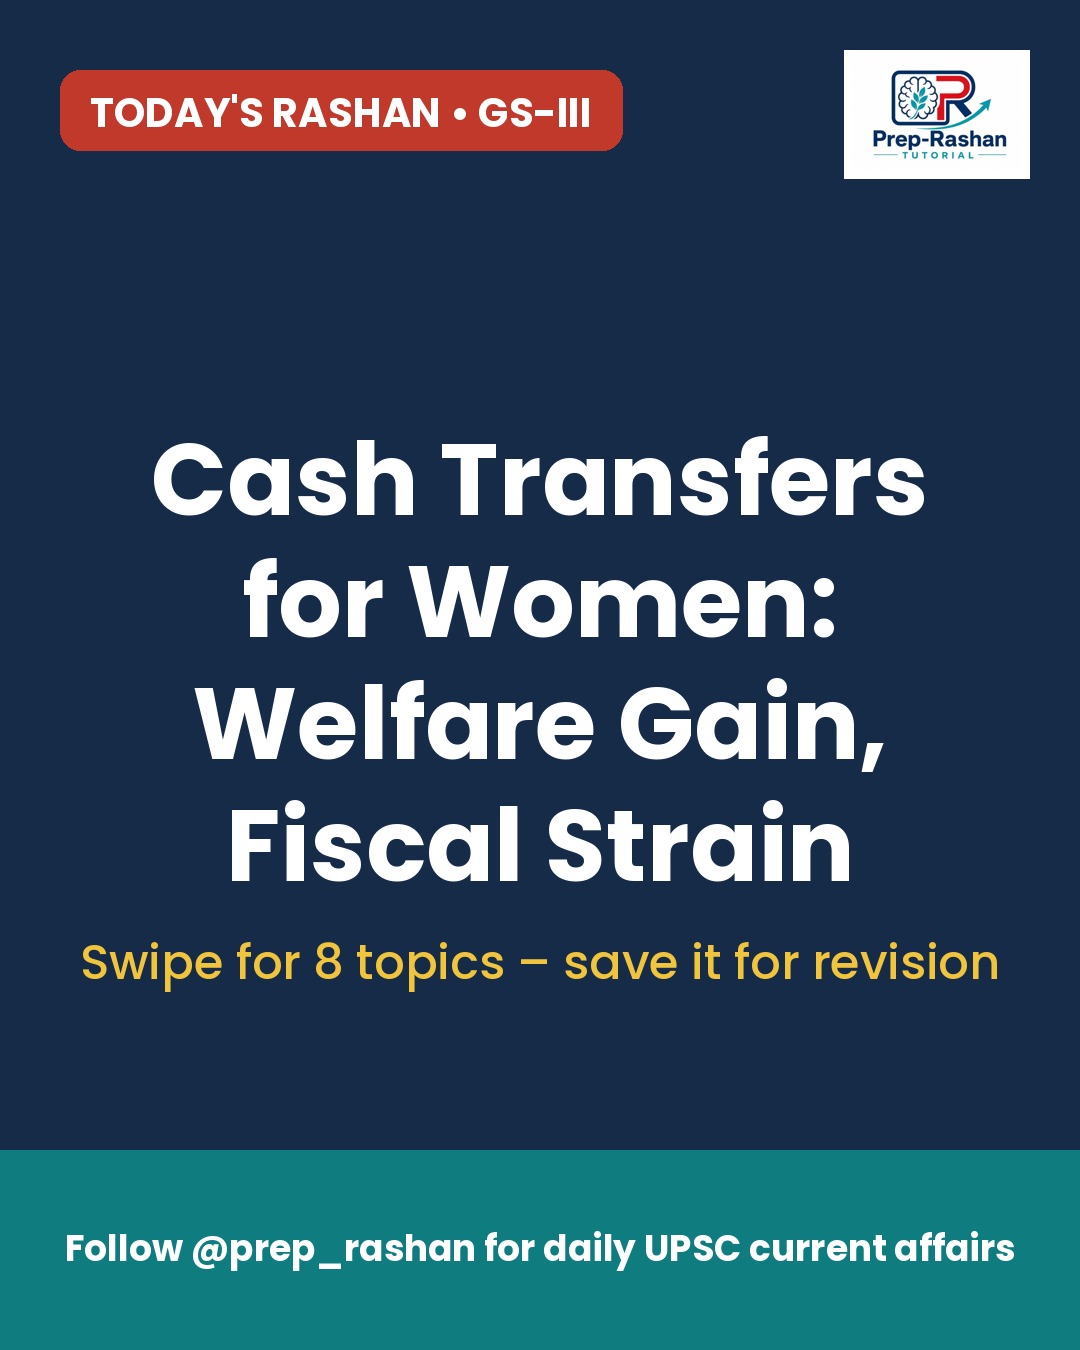 TODAY'S RASHAN • GS-III
Prep-Rashan
TUTORIAL
Cash Transfers
for Women:
Welfare Gain,
Fiscal Strain
Swipe for 8 topics – save it for revision
Follow @prep_rashan for daily UPSC current affairs